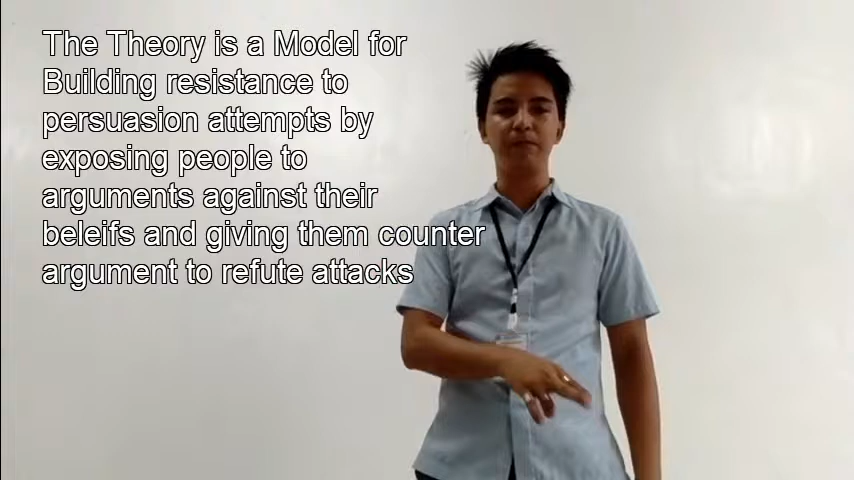 The Theory is a Model for
Building resistance to
persuasion attempts by
exposing people to
arguments against their
beleifs and giving them counter
argument to refute attacks